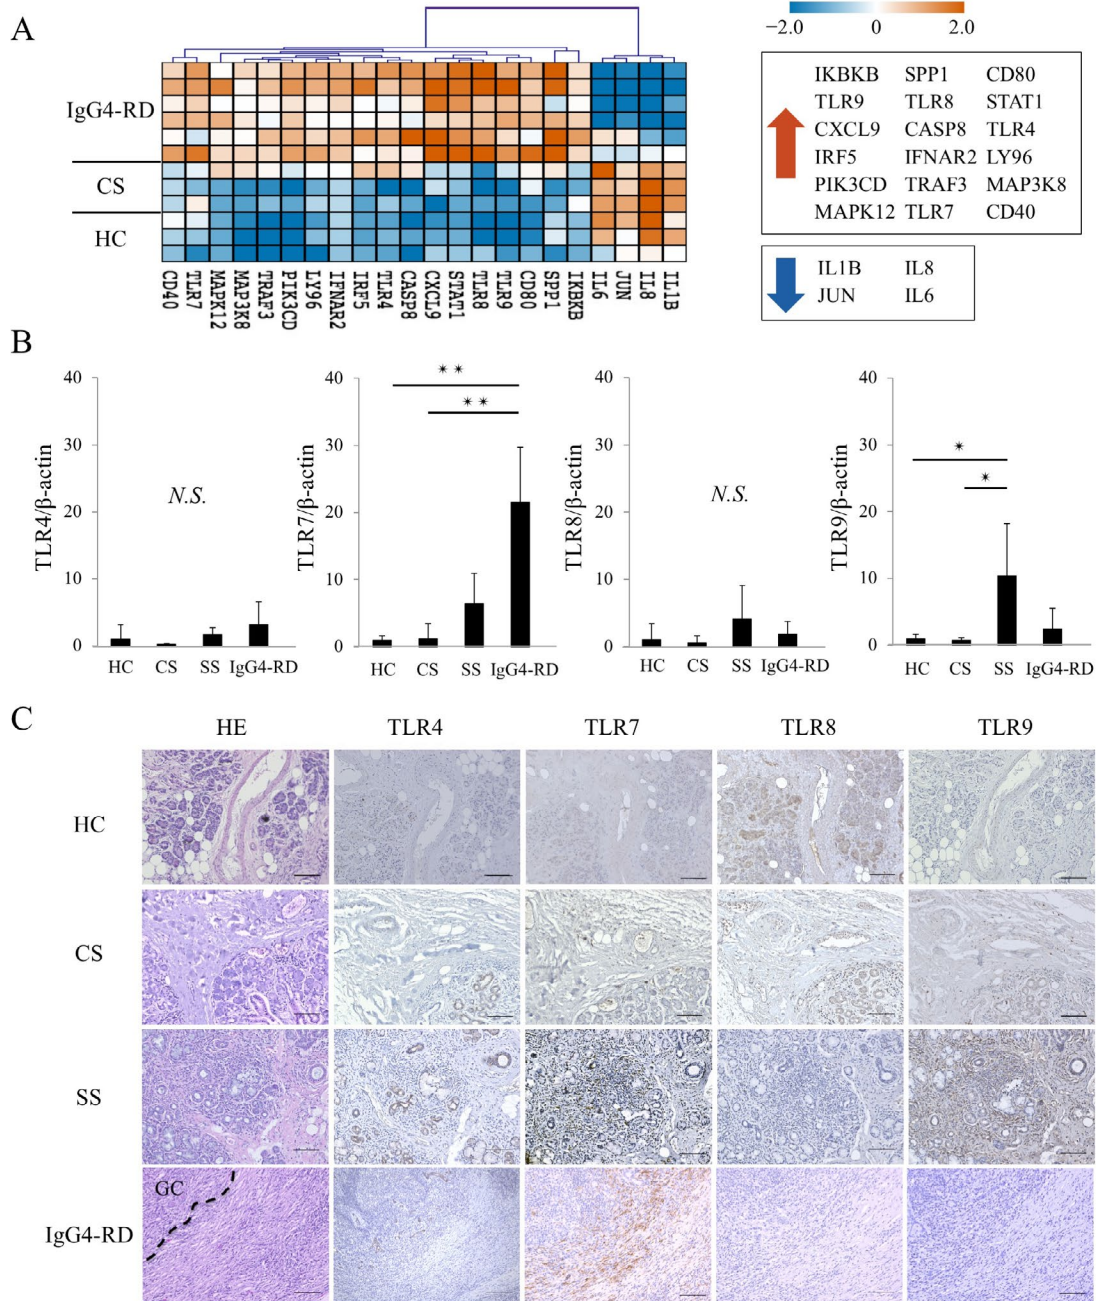 A
−2.0 0 2.0
IgG4-RD
CS
HC
CD40 TLR7 MAPK12 MAP3K8 TRAF3 PIK3CD LY96 IFNAR2 IRF5 TLR4 CASP8 CXCL9 STAT1 TLR8 TLR9 CD80 SPP1 IKBKB IL6 JUN IL8 IL1B
IKBKB SPP1 CD80
TLR9 TLR8 STAT1
CXCL9 CASP8 TLR4
IRF5 IFNAR2 LY96
PIK3CD TRAF3 MAP3K8
MAPK12 TLR7 CD40
IL1B IL8
JUN IL6
B
TLR4/β-actin
40
30
20
10
0
N.S.
HC CS SS IgG4-RD
TLR7/β-actin
40
30
20
10
0
* *
* *
HC CS SS IgG4-RD
TLR8/β-actin
40
30
20
10
0
N.S.
HC CS SS IgG4-RD
TLR9/β-actin
40
30
20
10
0
*
*
HC CS SS IgG4-RD
C
HE TLR4 TLR7 TLR8 TLR9
HC
CS
SS
GC
IgG4-RD